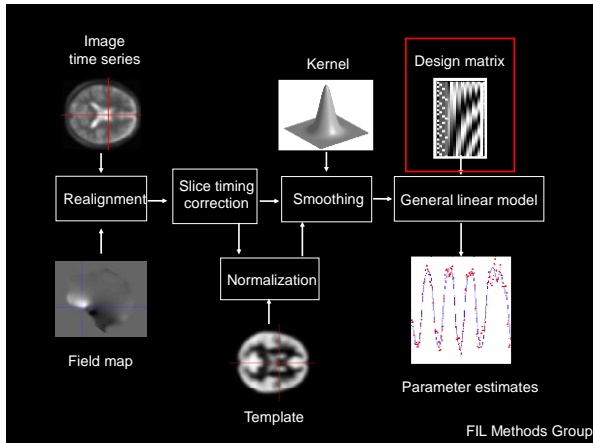 Image
time series
Kernel
Design matrix
Realignment
Slice timing
correction
Smoothing
General linear model
Normalization
Field map
Template
Parameter estimates
FIL Methods Group